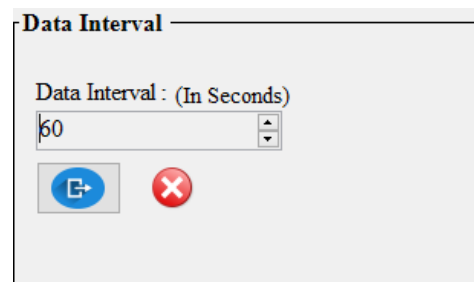 Data Interval
Data Interval : (In Seconds)
60